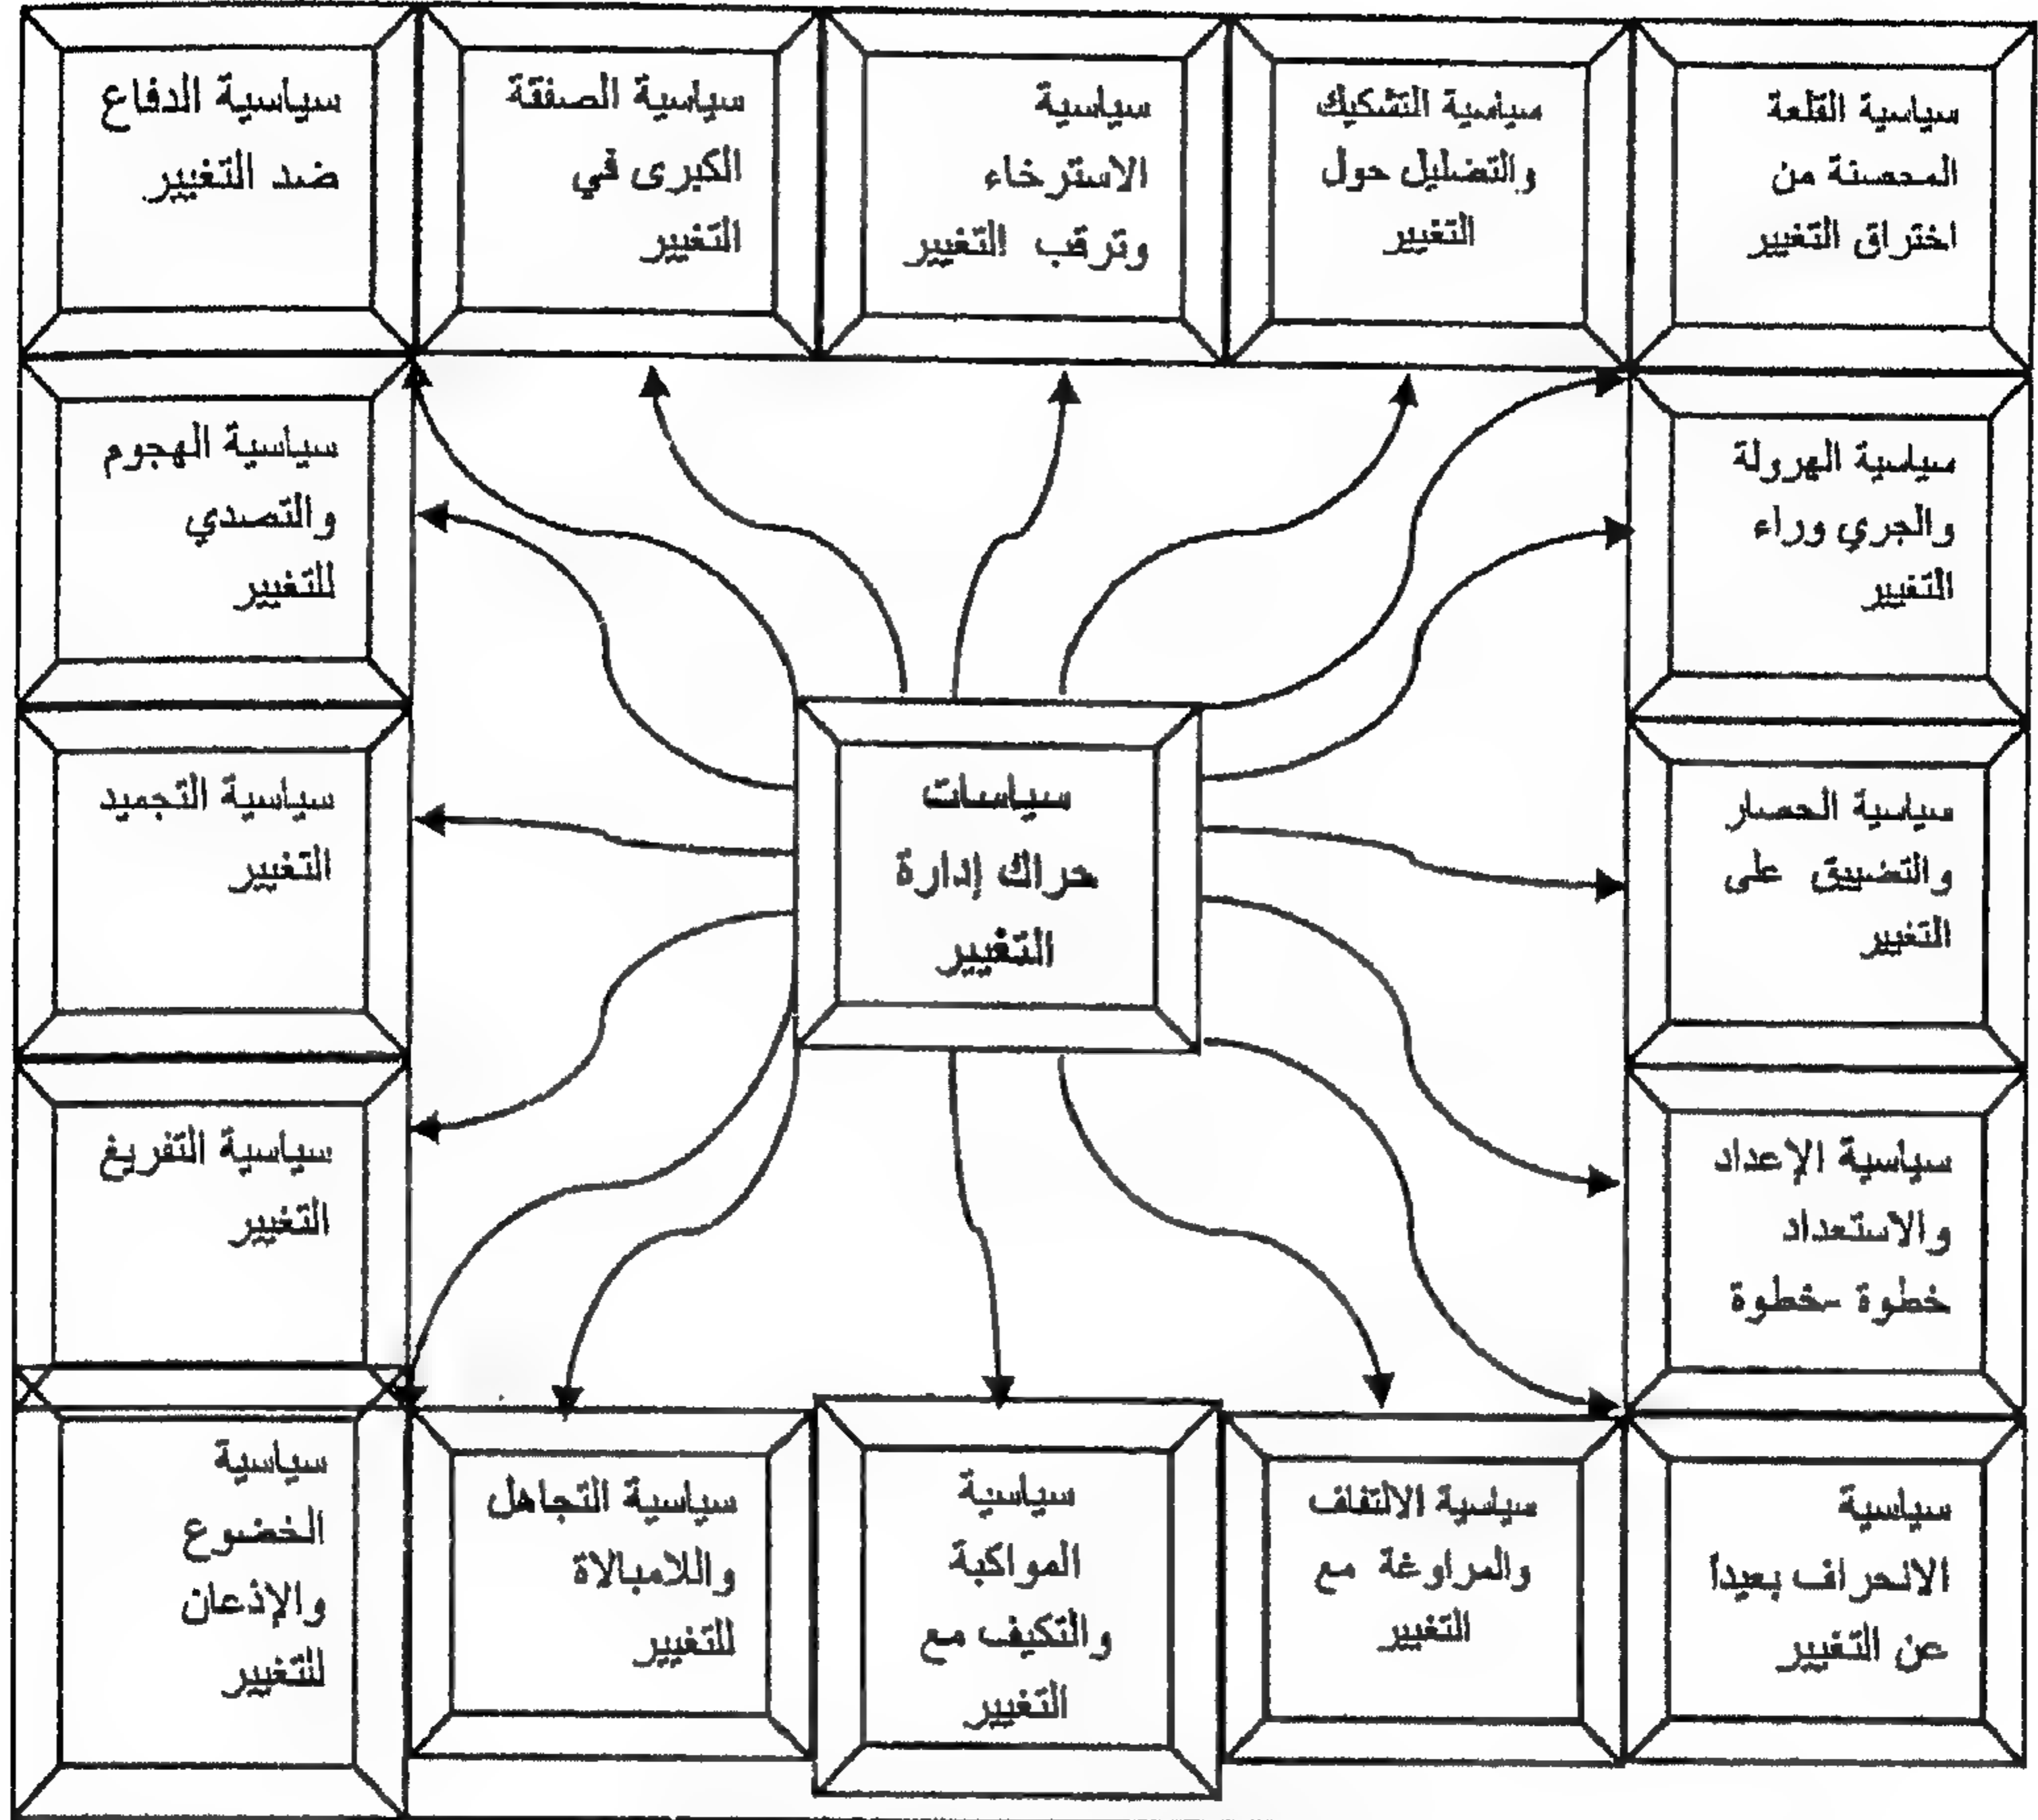 سياسية القلعة
المحصنة من
اختراق التغيير
سياسية التشكيك
والتضليل حول
التغيير
سياسية
الاسترخاء
وترقب التغيير
سياسية الصفقة
الكبرى في
التغيير
سياسية الدفاع
ضد التغيير
سياسية الهرولة
والجري وراء
التغيير
سياسية الهجوم
والتصدي
للتغيير
سياسات
حراك إدارة
التغيير
سياسية الحصار
والتضييق على
التغيير
سياسية التجميد
التغيير
سياسية الإعداد
والاستعداد
خطوة -خطوة
سياسية التفريغ
التغيير
سياسية
الانحراف بعيدا
عن التغيير
سياسية الالتفاف
والمراوغة مع
التغيير
سياسية
المواكبة
والتكيف مع
التغيير
سياسية التجاهل
واللامبالاة
للتغيير
سياسية
الخضوع
والإذعان
للتغيير